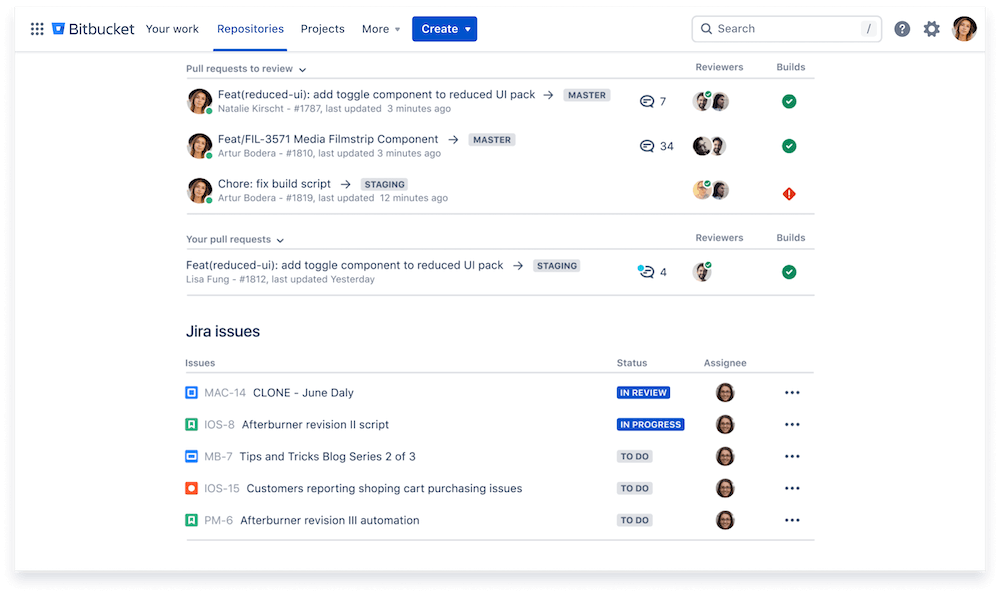 Bitbucket Your work Repositories Projects More Create Search /
Pull requests to review Reviewers Builds
Feat(reduced-ui): add toggle component to reduced UI pack → MASTER 7
Natalie Kirscht - #1787, last updated 3 minutes ago
Feat/FIL-3571 Media Filmstrip Component → MASTER 34
Artur Bodera - #1810, last updated 3 minutes ago
Chore: fix build script → STAGING
Artur Bodera - #1819, last updated 12 minutes ago
Your pull requests Reviewers Builds
Feat(reduced-ui): add toggle component to reduced UI pack → STAGING 4
Lisa Fung - #1812, last updated Yesterday
Jira issues
Issues Status Assignee
MAC-14 CLONE - June Daly IN REVIEW
IOS-8 Afterburner revision II script IN PROGRESS
MB-7 Tips and Tricks Blog Series 2 of 3 TO DO
IOS-15 Customers reporting shoping cart purchasing issues TO DO
PM-6 Afterburner revision III automation TO DO